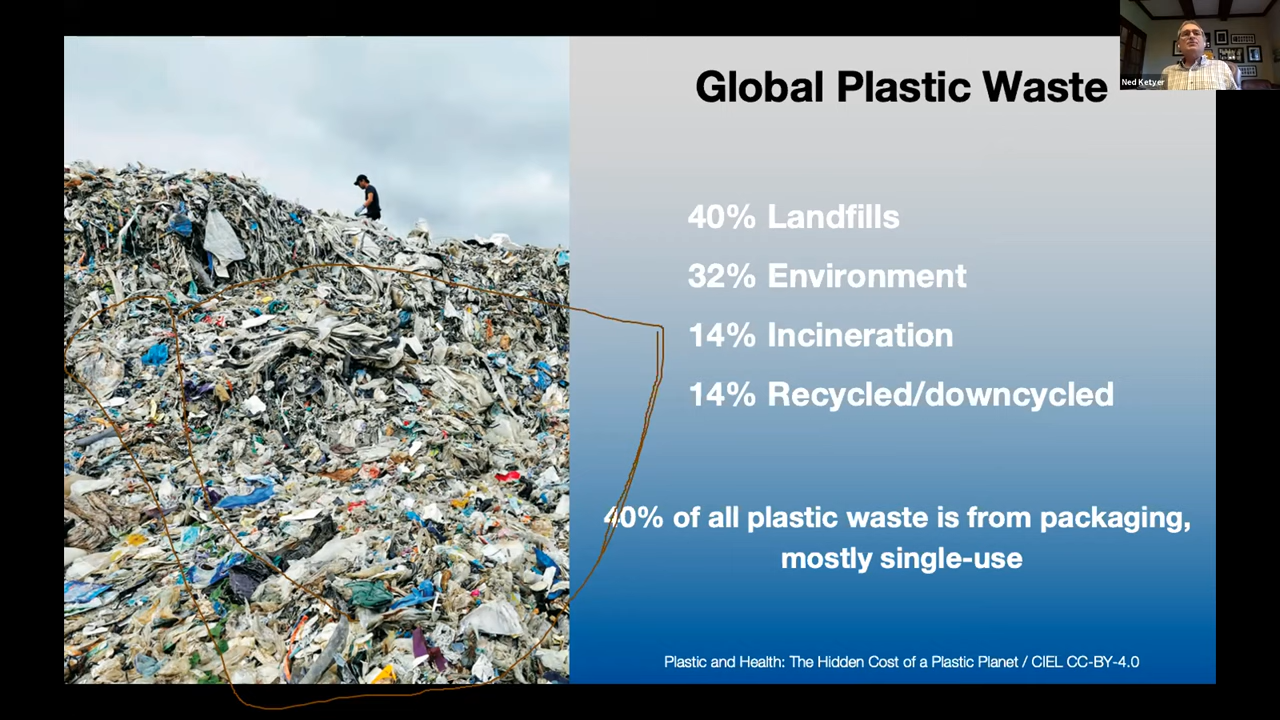 Global Plastic Waste
Ned Ketyer
40% Landfills
32% Environment
14% Incineration
14% Recycled/downcycled
40% of all plastic waste is from packaging,
mostly single-use
Plastic and Health: The Hidden Cost of a Plastic Planet / CIEL CC-BY-4.0